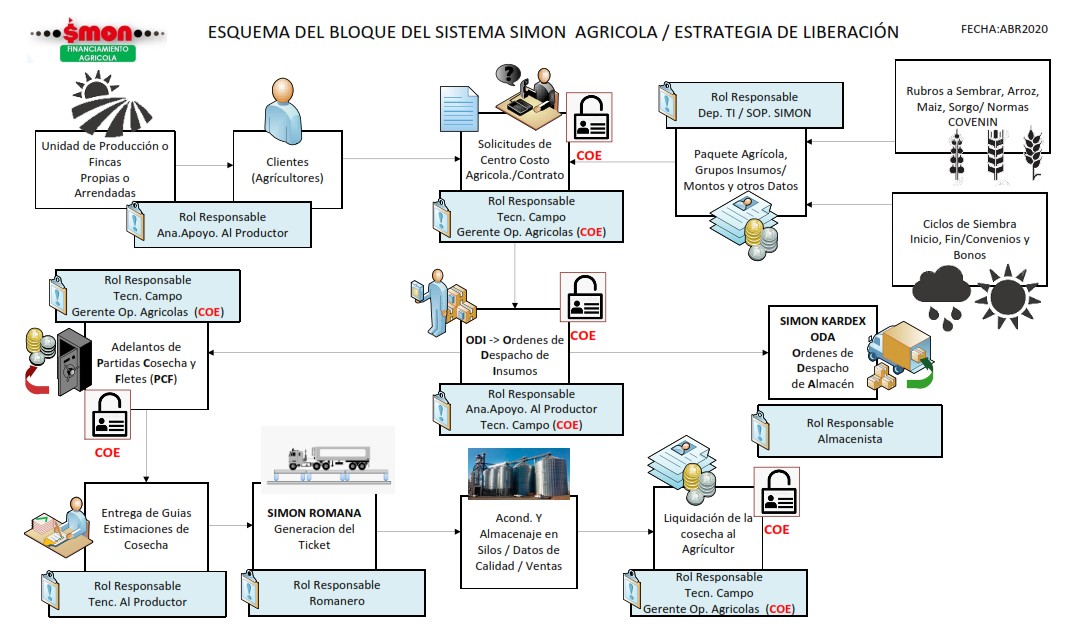 $mon
FINANCIAMIENTO
AGRICOLA
ESQUEMA DEL BLOQUE DEL SISTEMA SIMON AGRICOLA / ESTRATEGIA DE LIBERACIÓN
FECHA:ABR2020
Unidad de Producción o
Fincas
Propias o
Arrendadas
Rol Responsable
Ana.Apoyo. Al Productor
Clientes
(Agrícultores)
Solicitudes de
Centro Costo
Agricola./Contrato
COE
Rol Responsable
Tecn. Campo
Gerente Op. Agricolas (COE)
Rol Responsable
Dep. TI / SOP. SIMON
Paquete Agrícola,
Grupos Insumos/
Montos y otros Datos
Rubros a Sembrar, Arroz,
Maiz, Sorgo/ Normas
COVENIN
Ciclos de Siembra
Inicio, Fin/Convenios y
Bonos
Rol Responsable
Tecn. Campo
Gerente Op. Agricolas (COE)
Adelantos de
Partidas Cosecha y
Fletes (PCF)
COE
ODI -> Ordenes de
Despacho de
Insumos
COE
Rol Responsable
Ana.Apoyo. Al Productor
Tecn. Campo (COE)
SIMON KARDEX
ODA
Ordenes de
Despacho
de Almacén
Rol Responsable
Almacenista
Entrega de Guias
Estimaciones de
Cosecha
Rol Responsable
Tenc. Al Productor
SIMON ROMANA
Generacion del
Ticket
Rol Responsable
Romanero
Acond. Y
Almacenaje en
Silos / Datos de
Calidad / Ventas
Liquidación de la
cosecha al
Agrícultor
COE
Rol Responsable
Tecn. Campo
Gerente Op. Agricolas (COE)